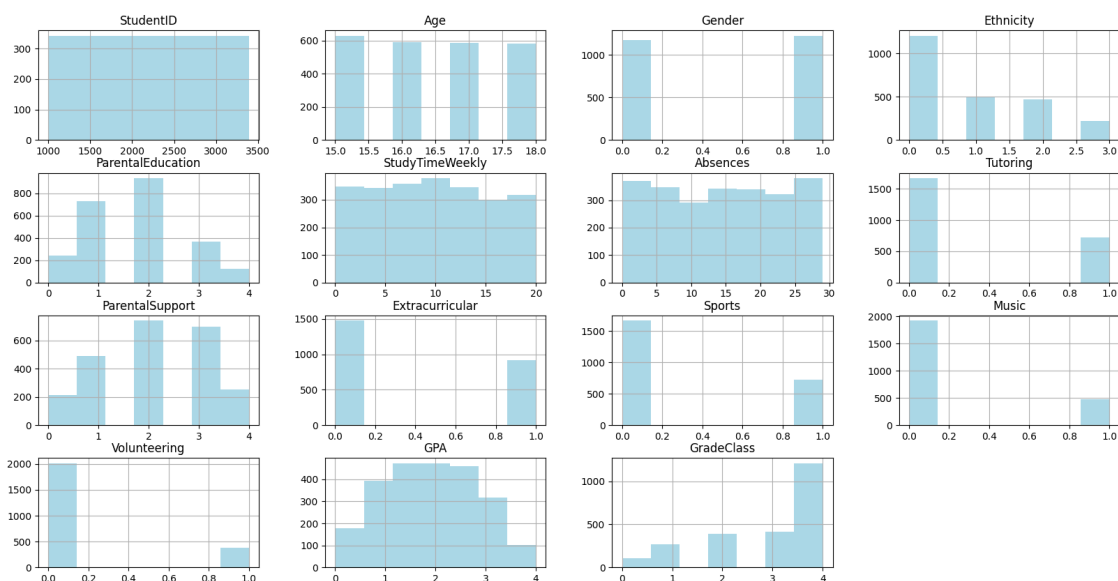 StudentID
Age
Gender
Ethnicity
300
200
100
0
1000 1500 2000 2500 3000 3500
600
400
200
0
15.0 15.5 16.0 16.5 17.0 17.5 18.0
1000
500
0
0.0 0.2 0.4 0.6 0.8 1.0
1000
500
0
0.0 0.5 1.0 1.5 2.0 2.5 3.0
ParentalEducation
StudyTimeWeekly
Absences
Tutoring
800
600
400
200
0
0 1 2 3 4
300
200
100
0
0 5 10 15 20
300
200
100
0
0 5 10 15 20 25 30
1500
1000
500
0
0.0 0.2 0.4 0.6 0.8 1.0
ParentalSupport
Extracurricular
Sports
Music
600
400
200
0
0 1 2 3 4
1500
1000
500
0
0.0 0.2 0.4 0.6 0.8 1.0
1500
1000
500
0
0.0 0.2 0.4 0.6 0.8 1.0
2000
1500
1000
500
0
0.0 0.2 0.4 0.6 0.8 1.0
Volunteering
GPA
GradeClass
2000
1500
1000
500
0
0.0 0.2 0.4 0.6 0.8 1.0
400
300
200
100
0
0 1 2 3 4
1000
500
0
0 1 2 3 4